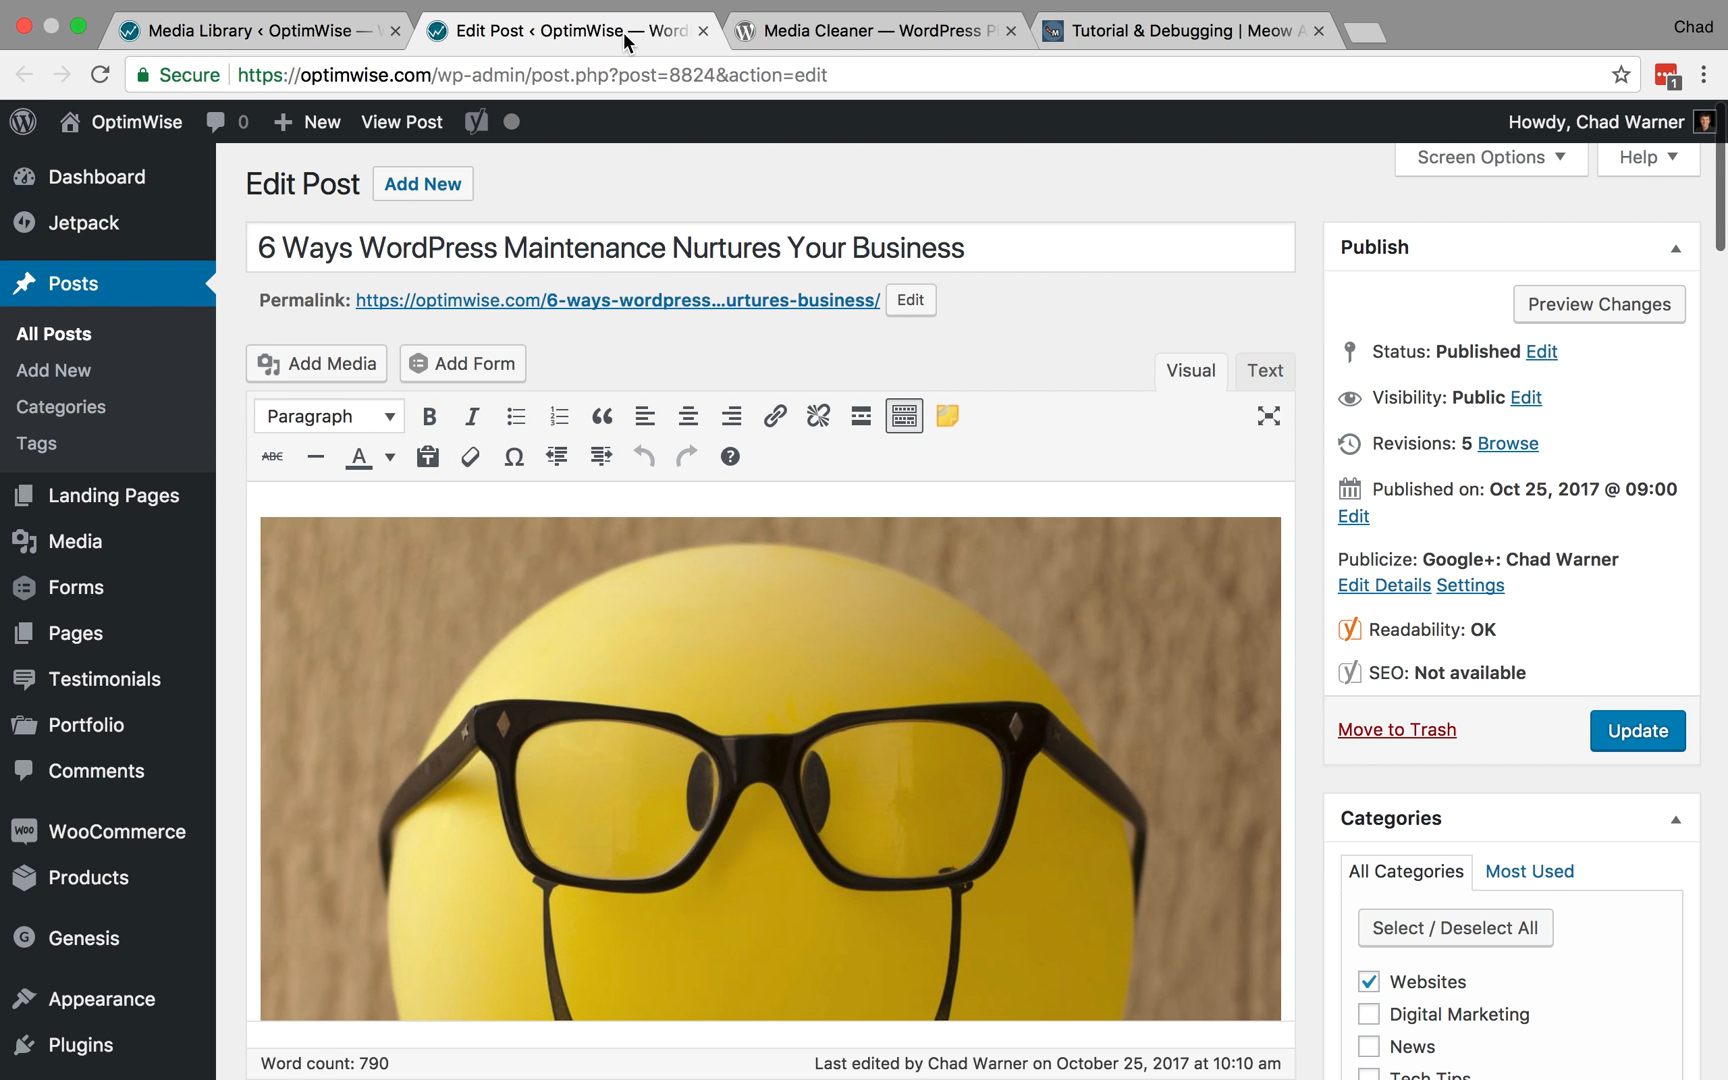 Media Library ‹ OptimWise —
Edit Post ‹ OptimWise — Word
Media Cleaner — WordPress P
Tutorial & Debugging | Meow A
Chad
Secure
https://optimwise.com/wp-admin/post.php?post=8824&action=edit
1
OptimWise
0
New
View Post
Howdy, Chad Warner
Screen Options
Help
Dashboard
Jetpack
Posts
All Posts
Add New
Categories
Tags
Landing Pages
Media
Forms
Pages
Testimonials
Portfolio
Comments
WooCommerce
Products
Genesis
Appearance
Plugins
Edit Post
Add New
6 Ways WordPress Maintenance Nurtures Your Business
Permalink: https://optimwise.com/6-ways-wordpress...urtures-business/ Edit
Add Media
Add Form
Visual
Text
Paragraph
ABC
Word count: 790
Last edited by Chad Warner on October 25, 2017 at 10:10 am
Publish
Preview Changes
Status: Published Edit
Visibility: Public Edit
Revisions: 5 Browse
Published on: Oct 25, 2017 @ 09:00
Edit
Publicize: Google+: Chad Warner
Edit Details Settings
Readability: OK
SEO: Not available
Move to Trash
Update
Categories
All Categories
Most Used
Select / Deselect All
Websites
Digital Marketing
News
Tech Tips